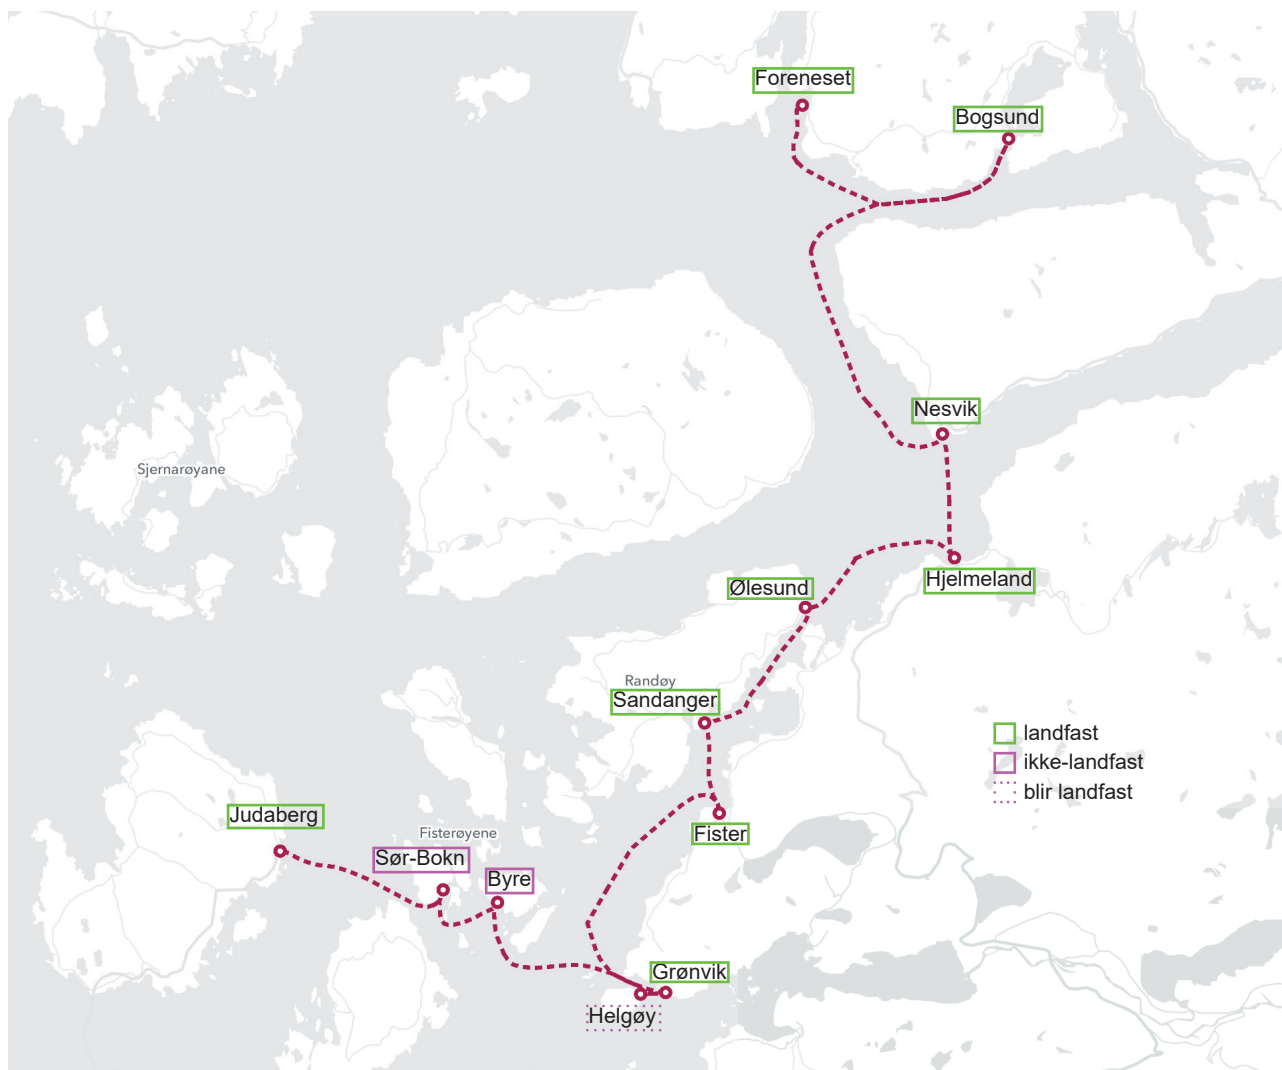 Foreneset
Bogsund
Nesvik
Sjernarøyane
Hjelmeland
Ølesund
Randøy
Sandanger
landfast
ikke-landfast
blir landfast
Judaberg
Fisterøyene
Fister
Sør-Bokn
Byre
Grønvik
Helgøy